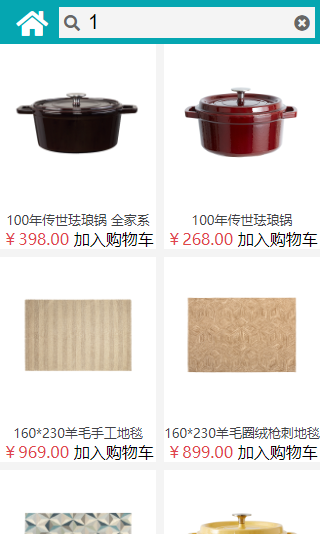 1
100年传世珐琅锅 全家系
¥398.00 加入购物车
100年传世珐琅锅
¥268.00 加入购物车
160*230羊毛手工地毯
¥969.00 加入购物车
160*230羊毛圈绒枪刺地毯
¥899.00 加入购物车